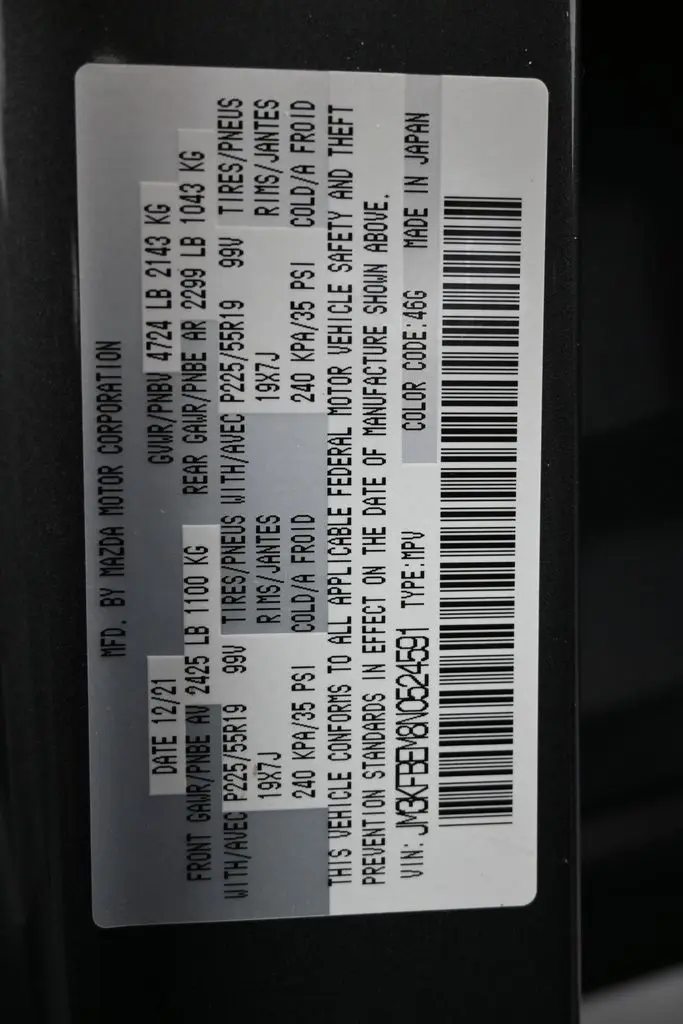 MFD. BY MAZDA MOTOR CORPORATION
DATE 12/21 GVWR/PNBV 4724 LB 2143 KG
FRONT GAWR/PNBE AV 2425 LB 1100 KG REAR GAWR/PNBE AR 2299 LB 1043 KG
WITH/AVEC P225/55R19 99V TIRES/PNEUS WITH/AVEC P225/55R19 99V TIRES/PNEUS
19X7J RIMS/JANTES 19X7J RIMS/JANTES
240 KPA/35 PSI COLD/A FROID 240 KPA/35 PSI COLD/A FROID
THIS VEHICLE CONFORMS TO ALL APPLICABLE FEDERAL MOTOR VEHICLE SAFETY AND THEFT
PREVENTION STANDARDS IN EFFECT ON THE DATE OF MANUFACTURE SHOWN ABOVE.
VIN: JM3KFBEM8N0524591 TYPE:MPV COLOR CODE:46G MADE IN JAPAN